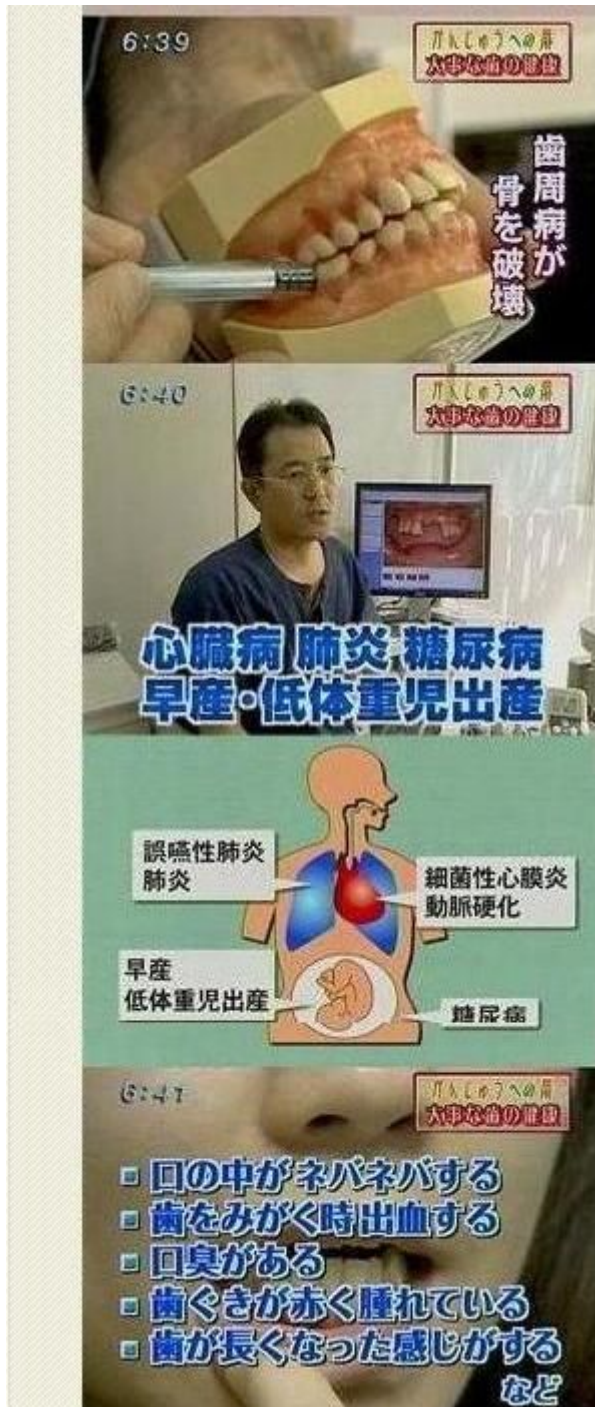 6:39
大事な歯の健康
歯周病が
骨を破壊
6:40
大事な歯の健康
心臓病 肺炎 糖尿病
早産・低体重児出産
誤嚥性肺炎
肺炎
細菌性心膜炎
動脈硬化
早産
低体重児出産
糖尿病
6:41
大事な歯の健康
口の中がネバネバする
歯をみがく時出血する
口臭がある
歯ぐきが赤く腫れている
歯が長くなった感じがする
など